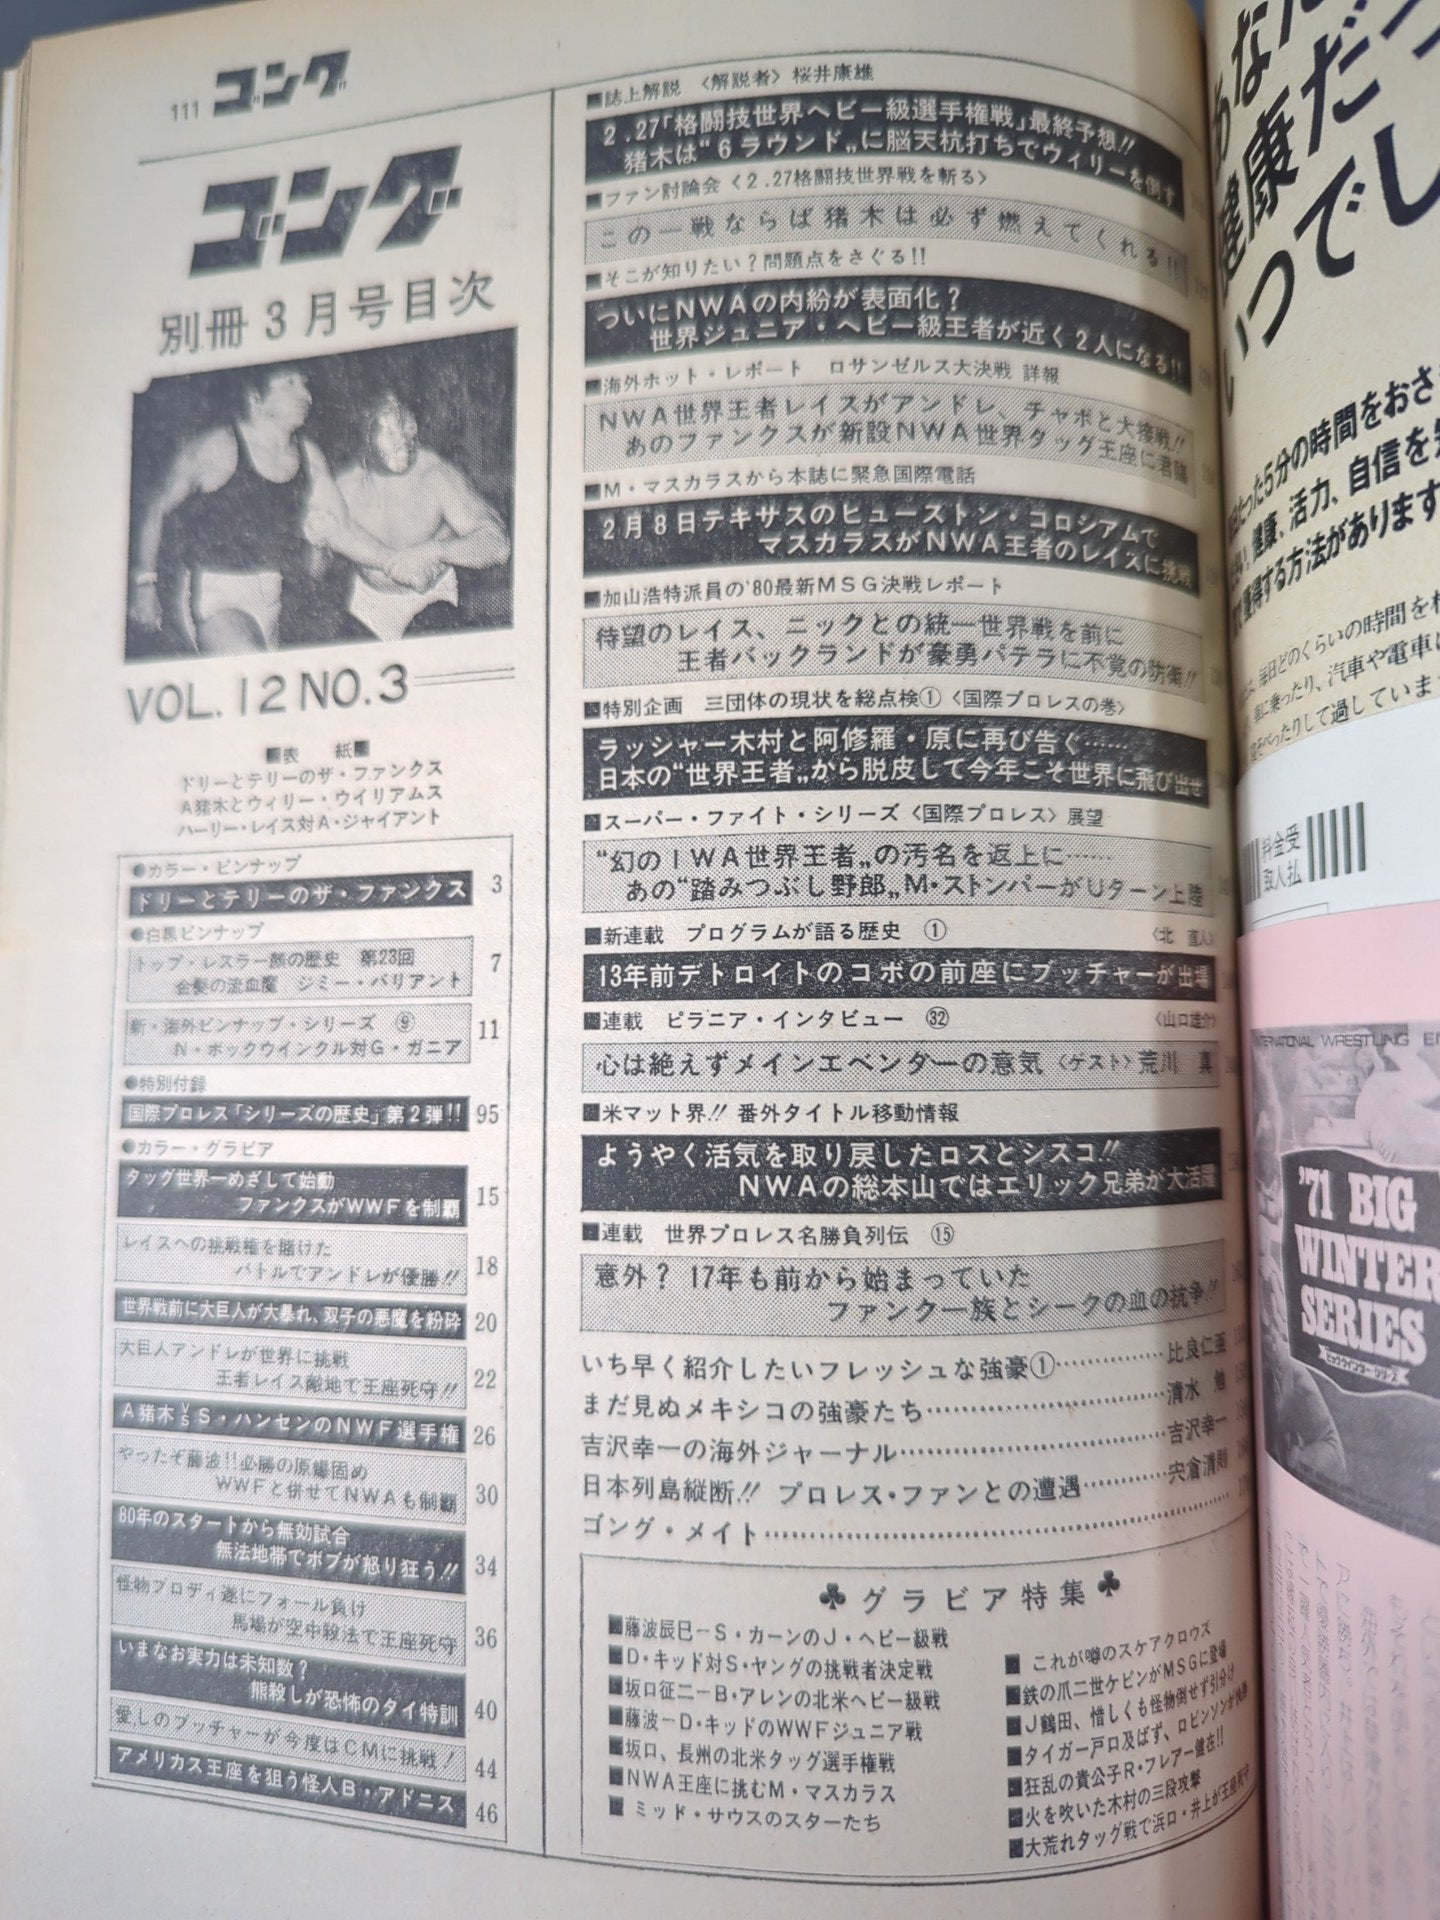 111 ゴング
ゴング
別冊3月号目次
VOL.12 NO.3
■表 紙■
ドリーとテリーのザ・ファンクス
A猪木とウィリー・ウイリアムス
ハーリー・レイス対A・ジャイアント
●カラー・ピンナップ
ドリーとテリーのザ・ファンクス 3
●白黒ピンナップ
トップ・レスラー顔の歴史 第23回
金髪の流血魔 ジミー・バリアント 7
新・海外ピンナップ・シリーズ ⑨
N・ボックウインクル対G・ガニア 11
●特別付録
国際プロレス「シリーズの歴史」第2弾!! 95
●カラー・グラビア
タッグ世界一めざして始動
ファンクスがWWFを制覇 15
レイスへの挑戦権を賭けた
バトルでアンドレが優勝!! 18
世界戦前に大巨人が大暴れ、双子の悪魔を粉砕 20
大巨人アンドレが世界に挑戦
王者レイス敵地で王座死守!! 22
A猪木VSS・ハンセンのNWF選手権 26
やったぞ藤波!!必勝の原爆固め
WWFと併せてNWAも制覇 30
80年のスタートから無効試合
無法地帯でボブが怒り狂う!! 34
怪物ブロディ遂にフォール負け
馬場が空中殺法で王座死守 36
いまなお実力は未知数?
熊殺しが恐怖のタイ特訓 40
愛しのブッチャーが今度はCMに挑戦! 44
アメリカス王座を狙う怪人B・アドニス 46
■誌上解説 〈解説者〉 桜井康雄
2.27「格闘技世界ヘビー級選手権戦」最終予想!!
猪木は“6ラウンド„に脳天杭打ちでウィリーを倒す
■ファン討論会〈2.27格闘技世界戦を斬る〉
この一戦ならば猪木は必ず燃えてくれる!!
■そこが知りたい?問題点をさぐる!!
ついにNWAの内紛が表面化?
世界ジュニア・ヘビー級王者が近く2人になる!!
■海外ホット・レポート ロサンゼルス大決戦 詳報
NWA世界王者レイスがアンドレ、チャボと大接戦!!
あのファンクスが新設NWA世界タッグ王座に君臨
■M・マスカラスから本誌に緊急国際電話
2月8日テキサスのヒューストン・コロシアムで
マスカラスがNWA王者のレイスに挑戦
■加山浩特派員の'80最新MSG決戦レポート
待望のレイス、ニックとの統一世界戦を前に
王者バックランドが豪勇パテラに不覚の防衛!!
■特別企画 三団体の現状を総点検①〈国際プロレスの巻〉
ラッシャー木村と阿修羅・原に再び告ぐ……
日本の“世界王者„から脱皮して今年こそ世界に飛び出せ
■スーパー・ファイト・シリーズ〈国際プロレス〉展望
“幻のIWA世界王者„の汚名を返上に……
あの“踏みつぶし野郎„M・ストンパーがUターン上陸
■新連載 プログラムが語る歴史 ① 〈北 直人〉
13年前デトロイトのコボの前座にブッチャーが出場
■連載 ピラニア・インタビュー ㉜ 〈山口雄介〉
心は絶えずメインエベンダーの意気〈ゲスト〉荒川 真
■米マット界!! 番外タイトル移動情報
ようやく活気を取り戻したロスとシスコ!!
NWAの総本山ではエリック兄弟が大活躍
■連載 世界プロレス名勝負列伝 ⑮
意外? 17年も前から始まっていた
ファンク一族とシークの血の抗争!!
いち早く紹介したいフレッシュな強豪①…………比良仁亜
まだ見ぬメキシコの強豪たち…………清水 勉
吉沢幸一の海外ジャーナル…………吉沢幸一
日本列島縦断!! プロレス・ファンとの遭遇…………宍倉清則
ゴング・メイト…………
♣グラビア特集♣
■藤波辰巳―S・カーンのJ・ヘビー級戦
■D・キッド対S・ヤングの挑戦者決定戦
■坂口征二―B・アレンの北米ヘビー級戦
■藤波―D・キッドのWWFジュニア戦
■坂口、長州の北米タッグ選手権戦
■NWA王座に挑むM・マスカラス
■ミッド・サウスのスターたち
■これが噂のスケアクロウズ
■鉄の爪二世ケビンがMSGに登場
■J鶴田、惜しくも怪物倒せず引分け
■タイガー戸口及ばず、ロビンソンが快勝
■狂乱の貴公子R・フレアー健在!!
■火を吹いた木村の三段攻撃
■大荒れタッグ戦で浜口・井上が王座死守
料金受
取人払
INTERNATIONAL WRESTLING
'71 BIG
WINTER
SERIES
ビッグウインターシリーズ